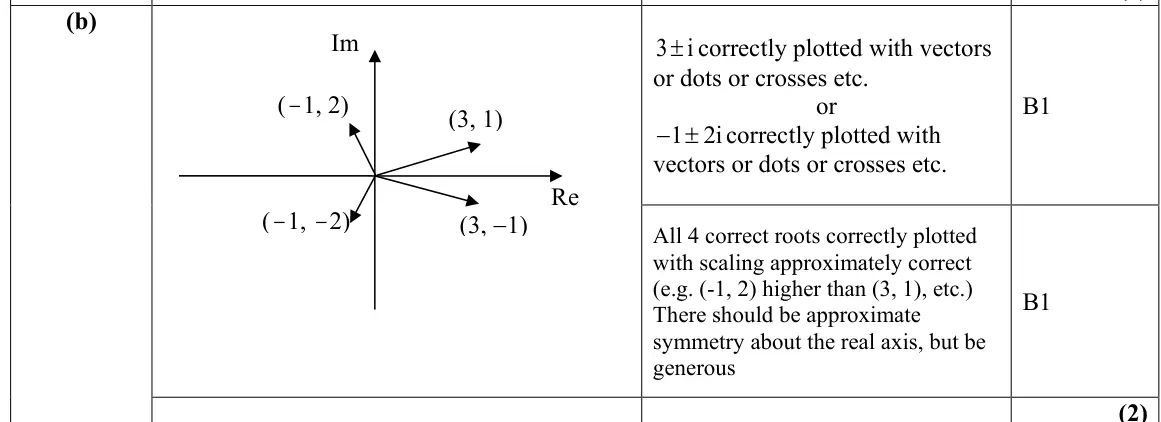 (b)
Im
(−1, 2)
(3, 1)
Re
(−1, −2)
(3, −1)
3 ± i correctly plotted with vectors
or dots or crosses etc.
or
−1 ± 2i correctly plotted with
vectors or dots or crosses etc.
B1
All 4 correct roots correctly plotted
with scaling approximately correct
(e.g. (-1, 2) higher than (3, 1), etc.)
There should be approximate
symmetry about the real axis, but be
generous
B1
(2)